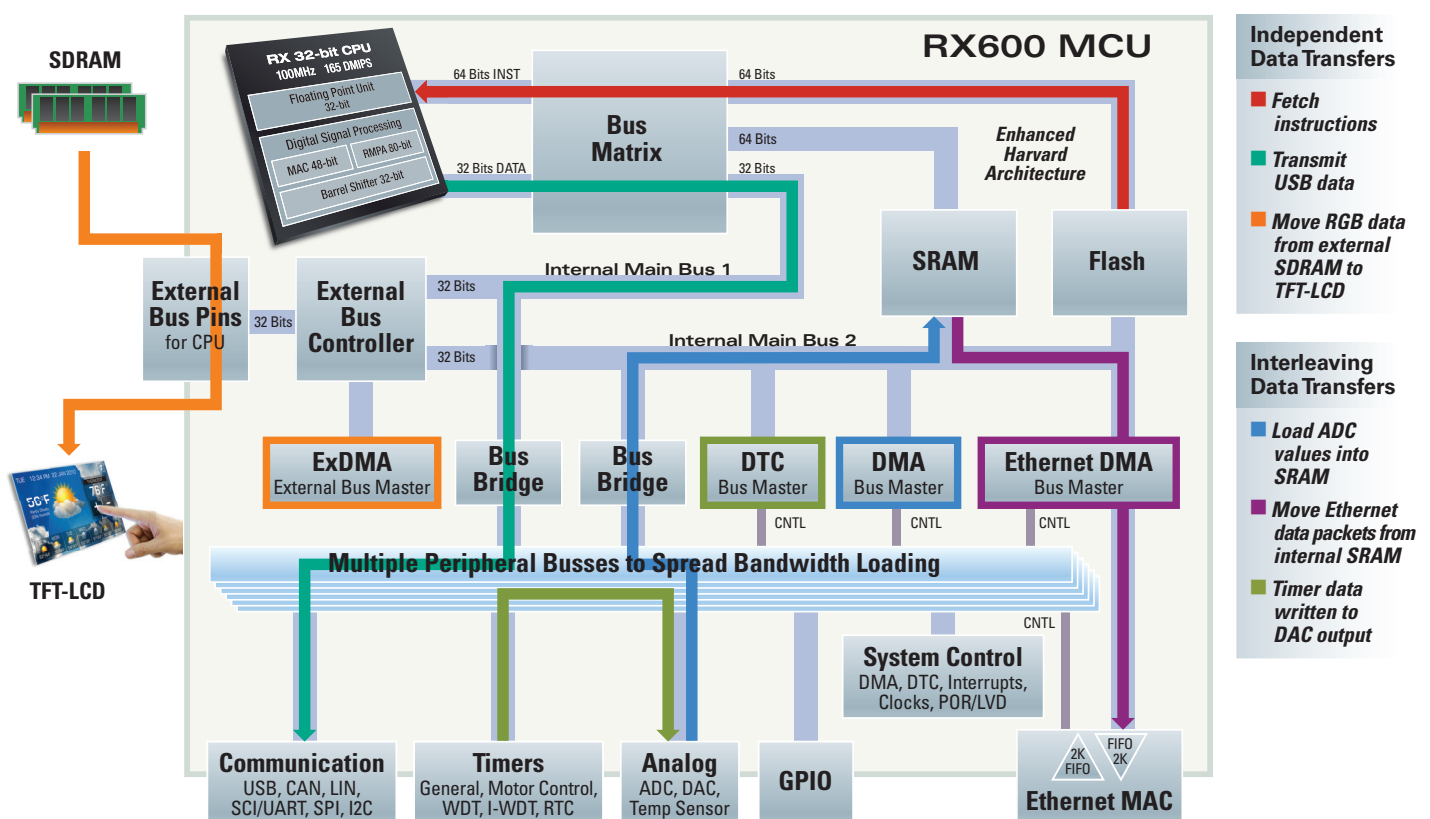 RX600 MCU
SDRAM
RX 32-bit CPU
100MHz 165 DMIPS
Floating Point Unit
32-bit
Digital Signal Processing
MAC 48-bit
RMPA 80-bit
Barrel Shifter 32-bit
64 Bits INST
32 Bits DATA
Bus
Matrix
64 Bits
64 Bits
32 Bits
Enhanced
Harvard
Architecture
SRAM
Flash
External
Bus Pins
for CPU
32 Bits
External
Bus
Controller
32 Bits
32 Bits
Internal Main Bus 1
Internal Main Bus 2
ExDMA
External Bus Master
Bus
Bridge
Bus
Bridge
DTC
Bus Master
DMA
Bus Master
Ethernet DMA
Bus Master
CNTL
CNTL
CNTL
Multiple Peripheral Busses to Spread Bandwidth Loading
CNTL
TUE 12:34 PM 22 JAN 2010
TFT-LCD
System Control
DMA, DTC, Interrupts,
Clocks, POR/LVD
Communication
USB, CAN, LIN,
SCI/UART, SPI, I2C
Timers
General, Motor Control,
WDT, I-WDT, RTC
Analog
ADC, DAC,
Temp Sensor
GPIO
2K
FIFO
FIFO
2K
Ethernet MAC
Independent
Data Transfers
Fetch
instructions
Transmit
USB data
Move RGB data
from external
SDRAM to
TFT-LCD
Interleaving
Data Transfers
Load ADC
values into
SRAM
Move Ethernet
data packets from
internal SRAM
Timer data
written to
DAC output